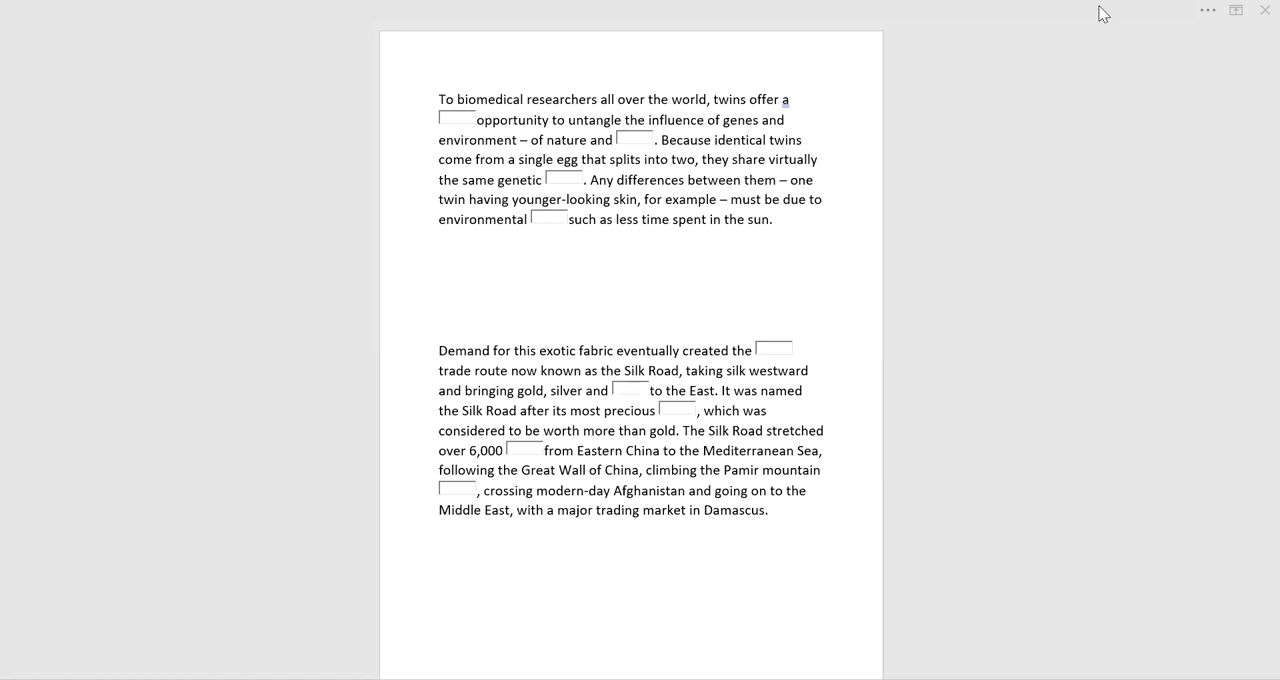 To biomedical researchers all over the world, twins offer a
opportunity to untangle the influence of genes and
environment – of nature and . Because identical twins
come from a single egg that splits into two, they share virtually
the same genetic . Any differences between them – one
twin having younger-looking skin, for example – must be due to
environmental such as less time spent in the sun.
Demand for this exotic fabric eventually created the
trade route now known as the Silk Road, taking silk westward
and bringing gold, silver and to the East. It was named
the Silk Road after its most precious , which was
considered to be worth more than gold. The Silk Road stretched
over 6,000 from Eastern China to the Mediterranean Sea,
following the Great Wall of China, climbing the Pamir mountain
, crossing modern-day Afghanistan and going on to the
Middle East, with a major trading market in Damascus.